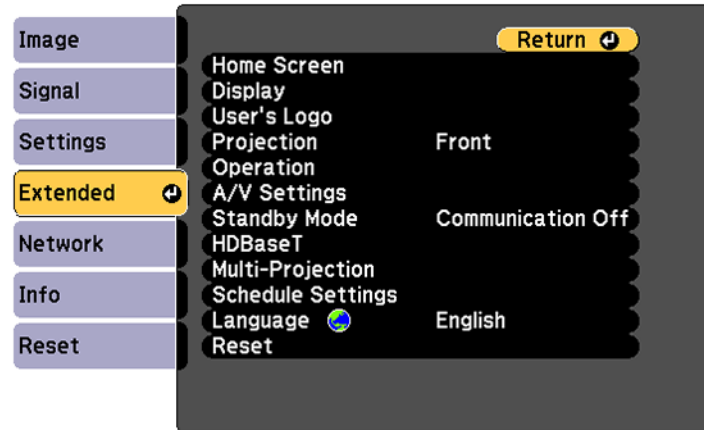 Image
Signal
Settings
Extended
Network
Info
Reset
Return
Home Screen
Display
User's Logo
Projection Front
Operation
A/V Settings
Standby Mode Communication Off
HDBaseT
Multi-Projection
Schedule Settings
Language English
Reset